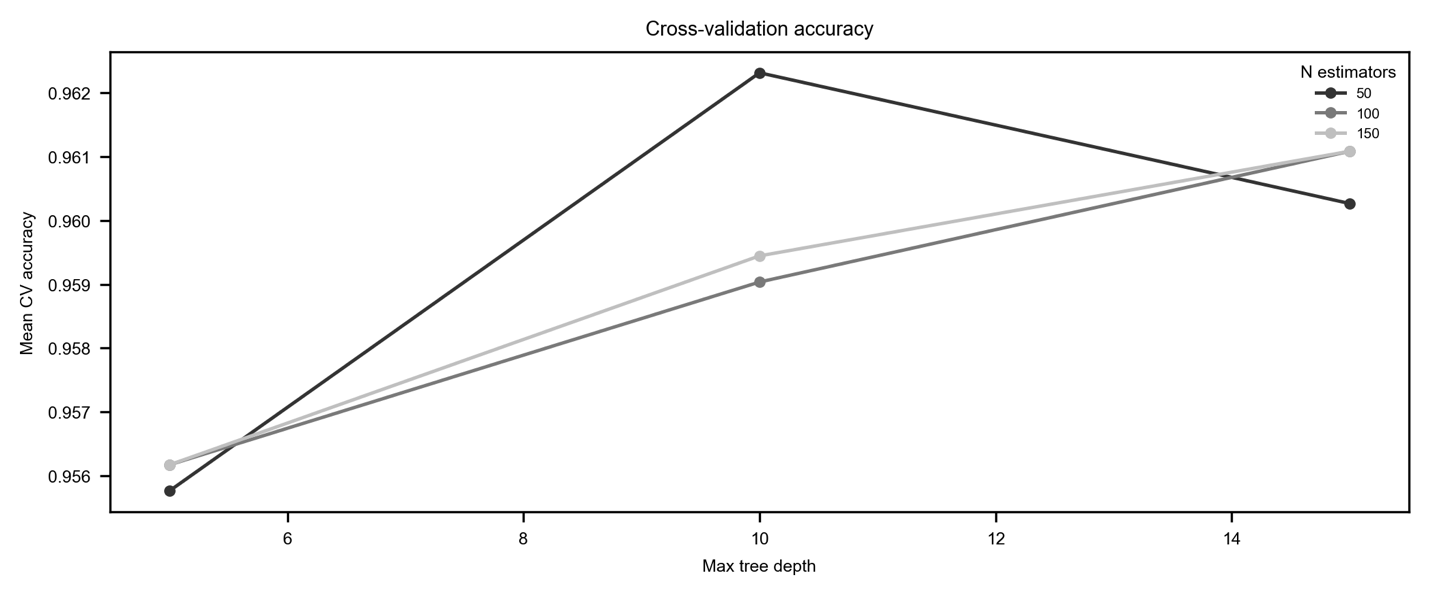 Cross-validation accuracy
N estimators
50
100
150
0.962
0.961
0.960
0.959
0.958
0.957
0.956
Mean CV accuracy
6 8 10 12 14
Max tree depth